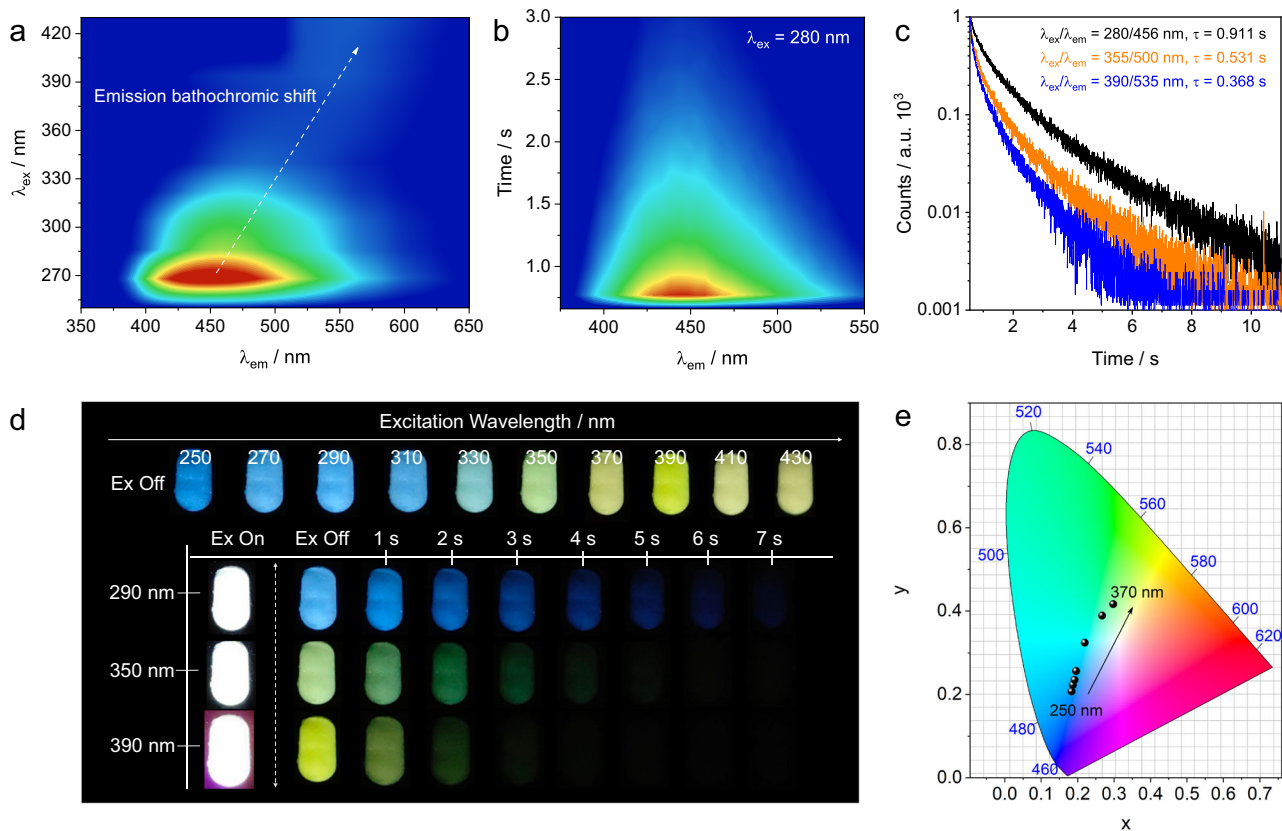 a
λex / nm
430
390
350
310
270
350
400
450
500
550
600
650
λem / nm
Emission bathochromic shift
b
Time / s
3.0
2.5
2.0
1.5
1.0
400
450
500
550
λem / nm
λex = 280 nm
c
Counts / a.u. 10³
1
0.1
0.01
0.001
2
4
6
8
10
Time / s
λex/λem = 280/456 nm, τ = 0.911 s
λex/λem = 355/500 nm, τ = 0.531 s
λex/λem = 390/535 nm, τ = 0.368 s
d
Excitation Wavelength / nm
250 270 290 310 330 350 370 390 410 430
Ex Off
Ex On Ex Off 1 s 2 s 3 s 4 s 5 s 6 s 7 s
290 nm
350 nm
390 nm
e
y
0.8
0.6
0.4
0.2
0.0
0.0 0.1 0.2 0.3 0.4 0.5 0.6 0.7
x
520
540
560
500
580
600
620
480
460
370 nm
250 nm